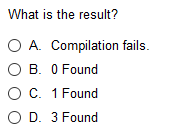 What is the result?
A. Compilation fails.
B. 0 Found
C. 1 Found
D. 3 Found